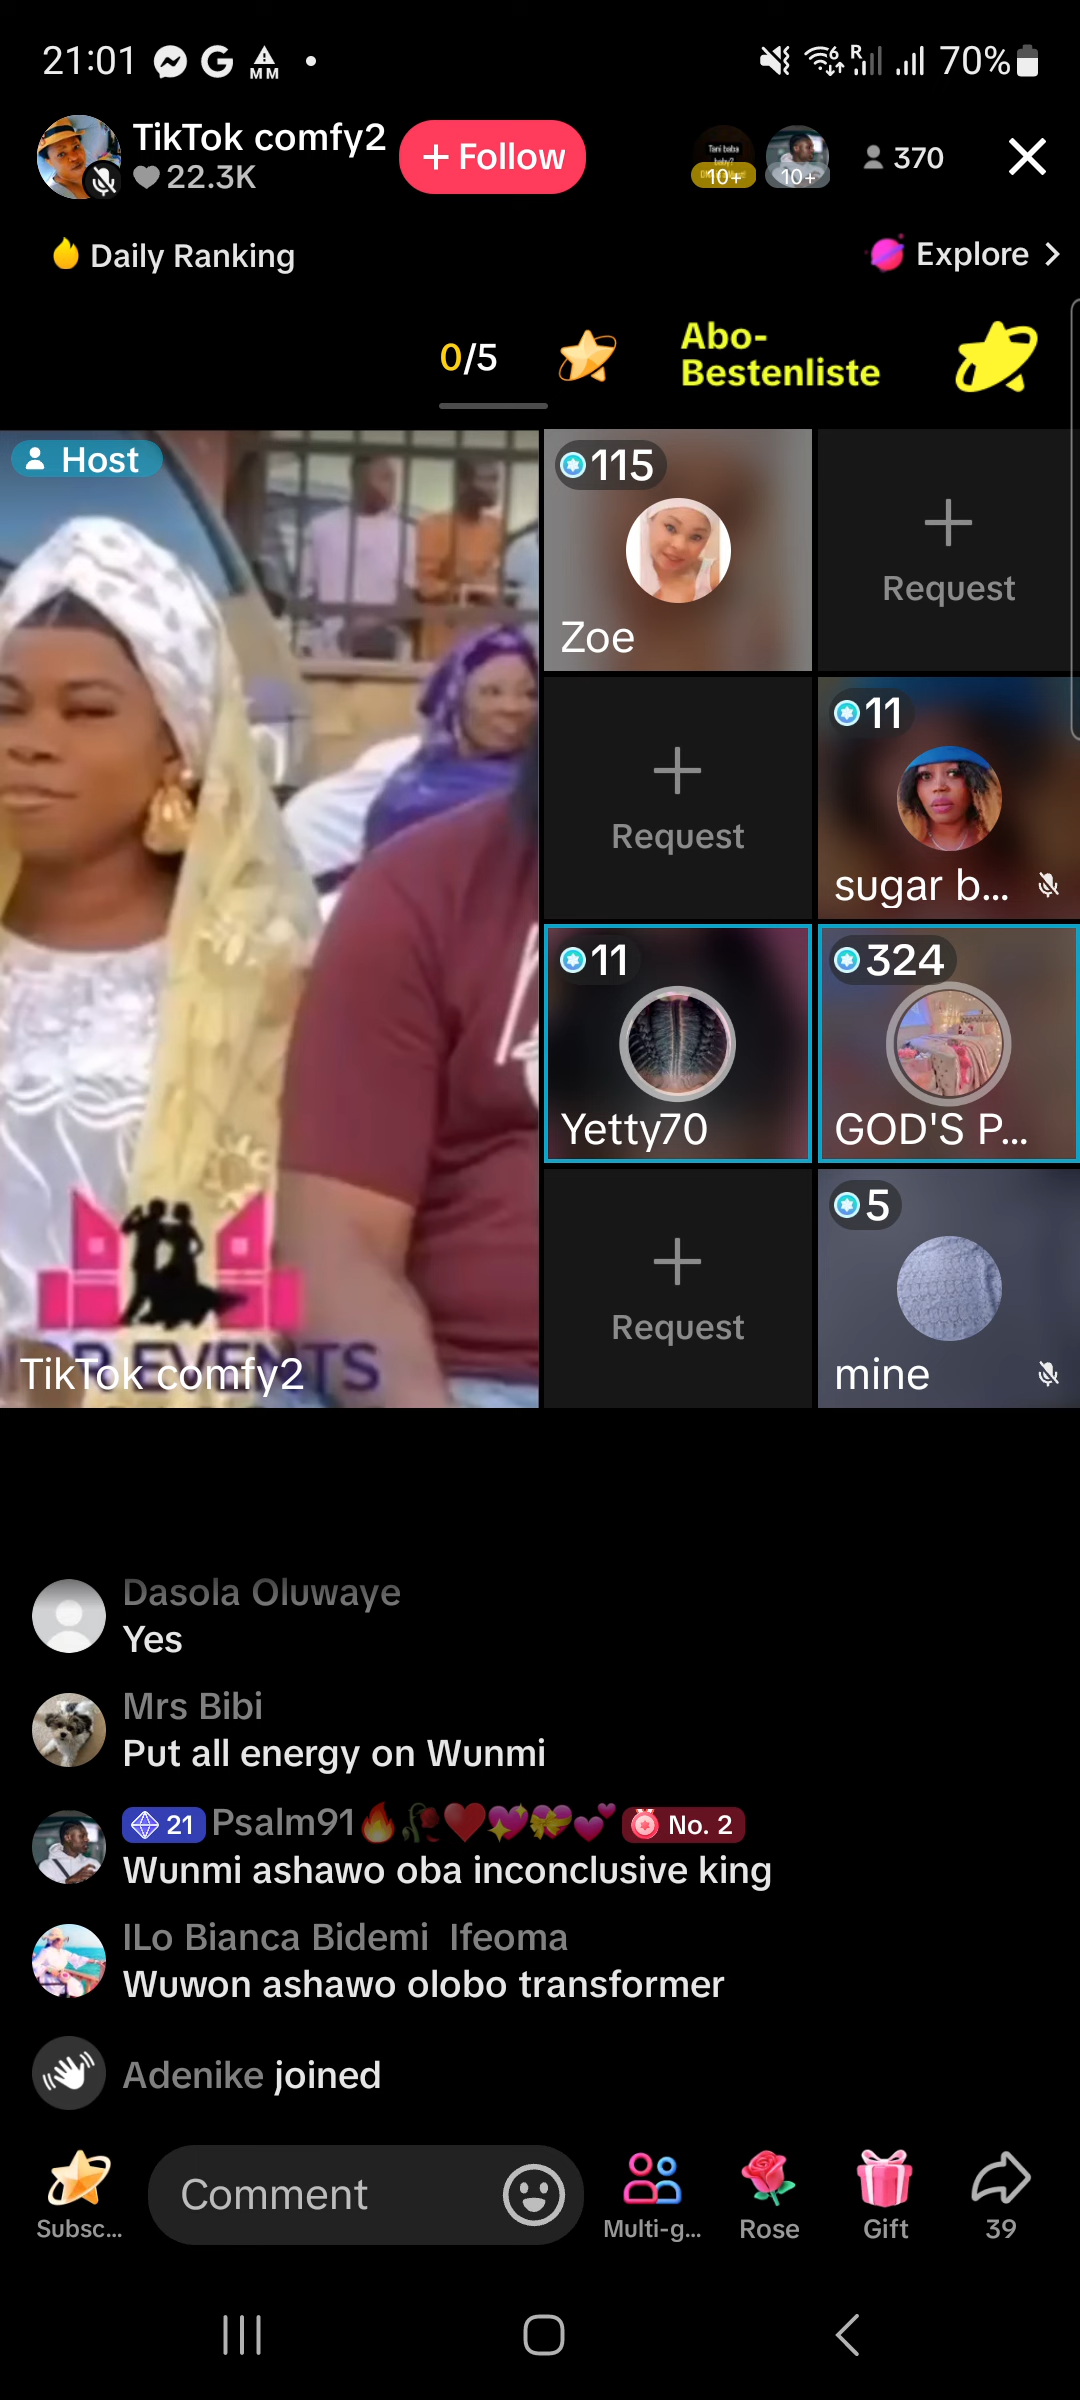 21:01
MM
R
70%
TikTok comfy2
22.3K
+ Follow
10+
10+
370
Daily Ranking
Explore
0/5
Abo-
Bestenliste
Host
115
Zoe
Request
Request
11
sugar b...
11
Yetty70
324
GOD'S P...
Request
5
mine
EVENTS
TikTok comfy2
Dasola Oluwaye
Yes
Mrs Bibi
Put all energy on Wunmi
21 Psalm91🔥🥀❤️💖💝💕 No. 2
Wunmi ashawo oba inconclusive king
ILo Bianca Bidemi Ifeoma
Wuwon ashawo olobo transformer
Adenike joined
Subsc...
Comment
Multi-g...
Rose
Gift
39